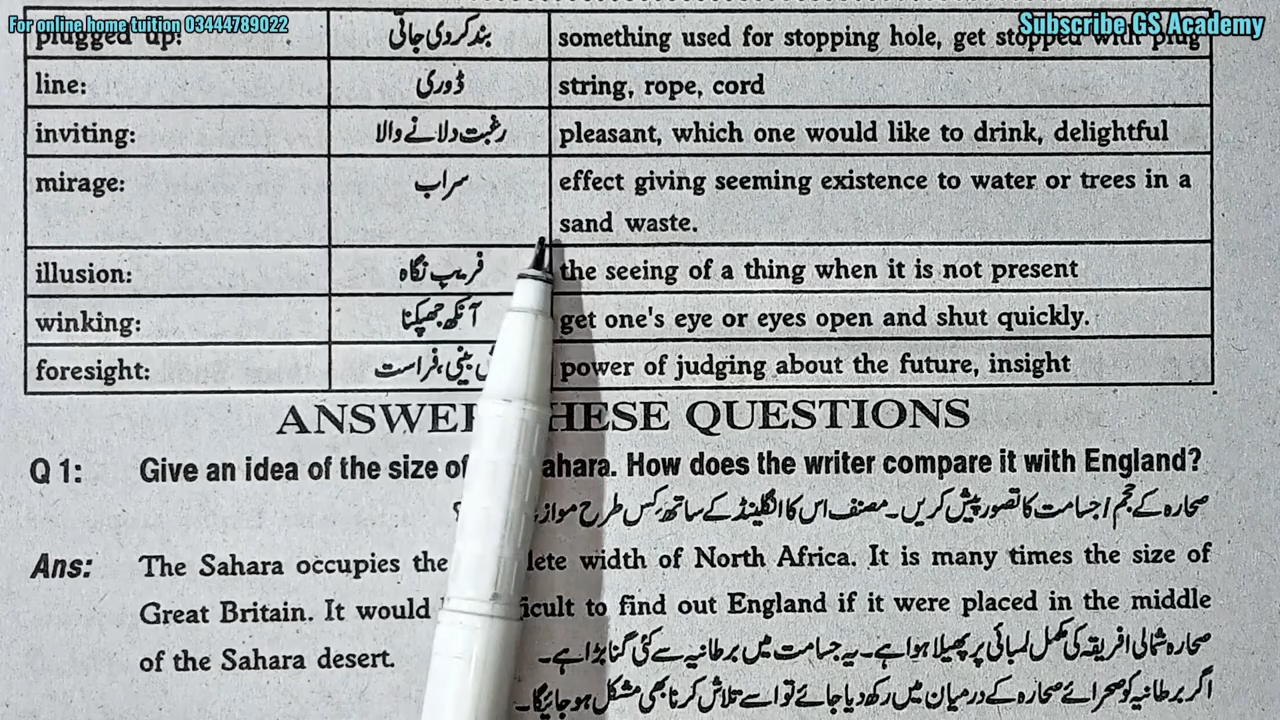 For online home tuition 03444789022
Subscribe GS Academy
plugged up: بند کر دی جاتی something used for stopping hole, get stopped with plug
line: ڈوری string, rope, cord
inviting: رغبت دلانے والا pleasant, which one would like to drink, delightful
mirage: سراب effect giving seeming existence to water or trees in a
sand waste.
illusion: فریب نگاہ the seeing of a thing when it is not present
winking: آنکھ جھپکنا get one's eye or eyes open and shut quickly.
foresight: بینی، فراست power of judging about the future, insight
ANSWER THESE QUESTIONS
Q 1: Give an idea of the size of Sahara. How does the writer compare it with England?
صحارہ کے حجم / جسامت کا تصور پیش کریں۔ مصنف اس کا انگلینڈ کے ساتھ کس طرح
Ans: The Sahara occupies the width of North Africa. It is many times the size of
Great Britain. It would to find out England if it were placed in the middle
of the Sahara desert.
صحارہ شمالی افریقہ کی مکمل لمبائی پر پھیلا ہوا ہے۔ یہ جسامت میں برطانیہ سے کئی گنا بڑا ہے۔
اگر برطانیہ کو صحرائے صحارہ کے درمیان میں رکھ دیا جائے تو اسے تلاش کرنا بھی مشکل ہو جائیگا۔